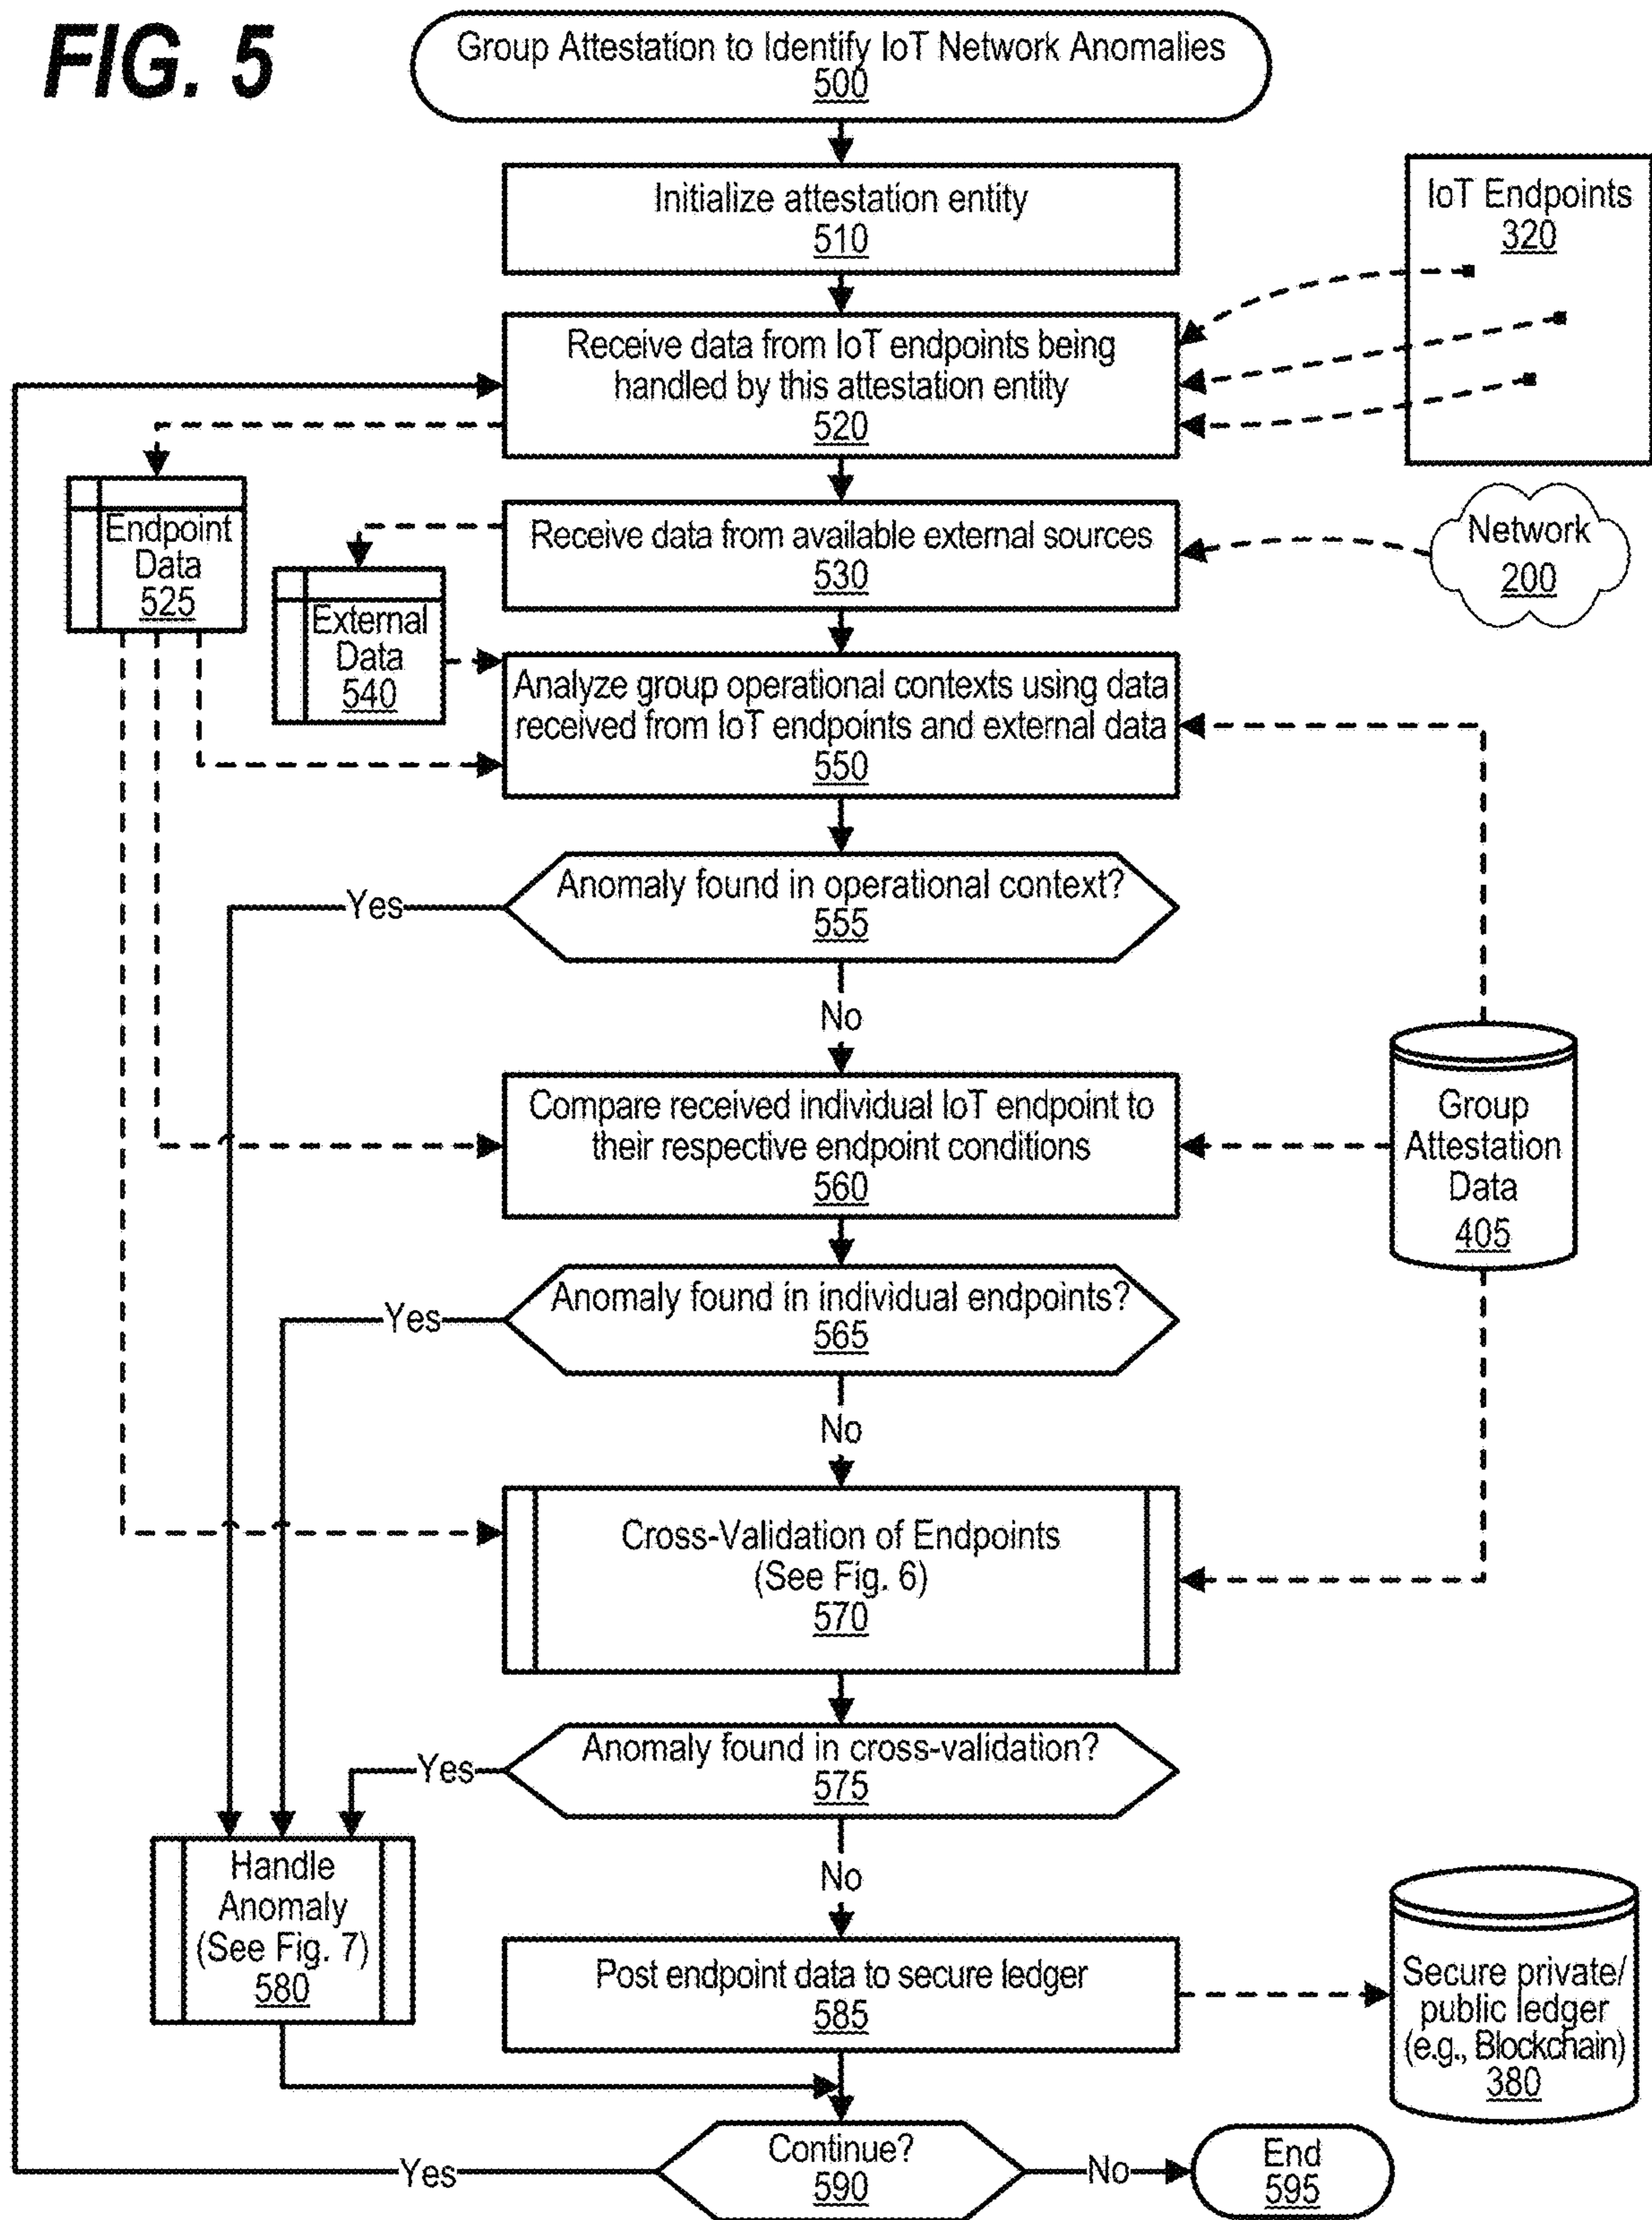 FIG. 5
Group Attestation to Identify IoT Network Anomalies
500
Initialize attestation entity
510
IoT Endpoints
320
Receive data from IoT endpoints being
handled by this attestation entity
520
Endpoint
Data
525
Receive data from available external sources
530
Network
200
External
Data
540
Analyze group operational contexts using data
received from IoT endpoints and external data
550
Anomaly found in operational context?
555
Yes
No
Compare received individual IoT endpoint to
their respective endpoint conditions
560
Group
Attestation
Data
405
Anomaly found in individual endpoints?
565
Yes
No
Cross-Validation of Endpoints
(See Fig. 6)
570
Anomaly found in cross-validation?
575
Yes
No
Handle
Anomaly
(See Fig. 7)
580
Post endpoint data to secure ledger
585
Secure private/
public ledger
(e.g., Blockchain)
380
Continue?
590
Yes
No
End
595